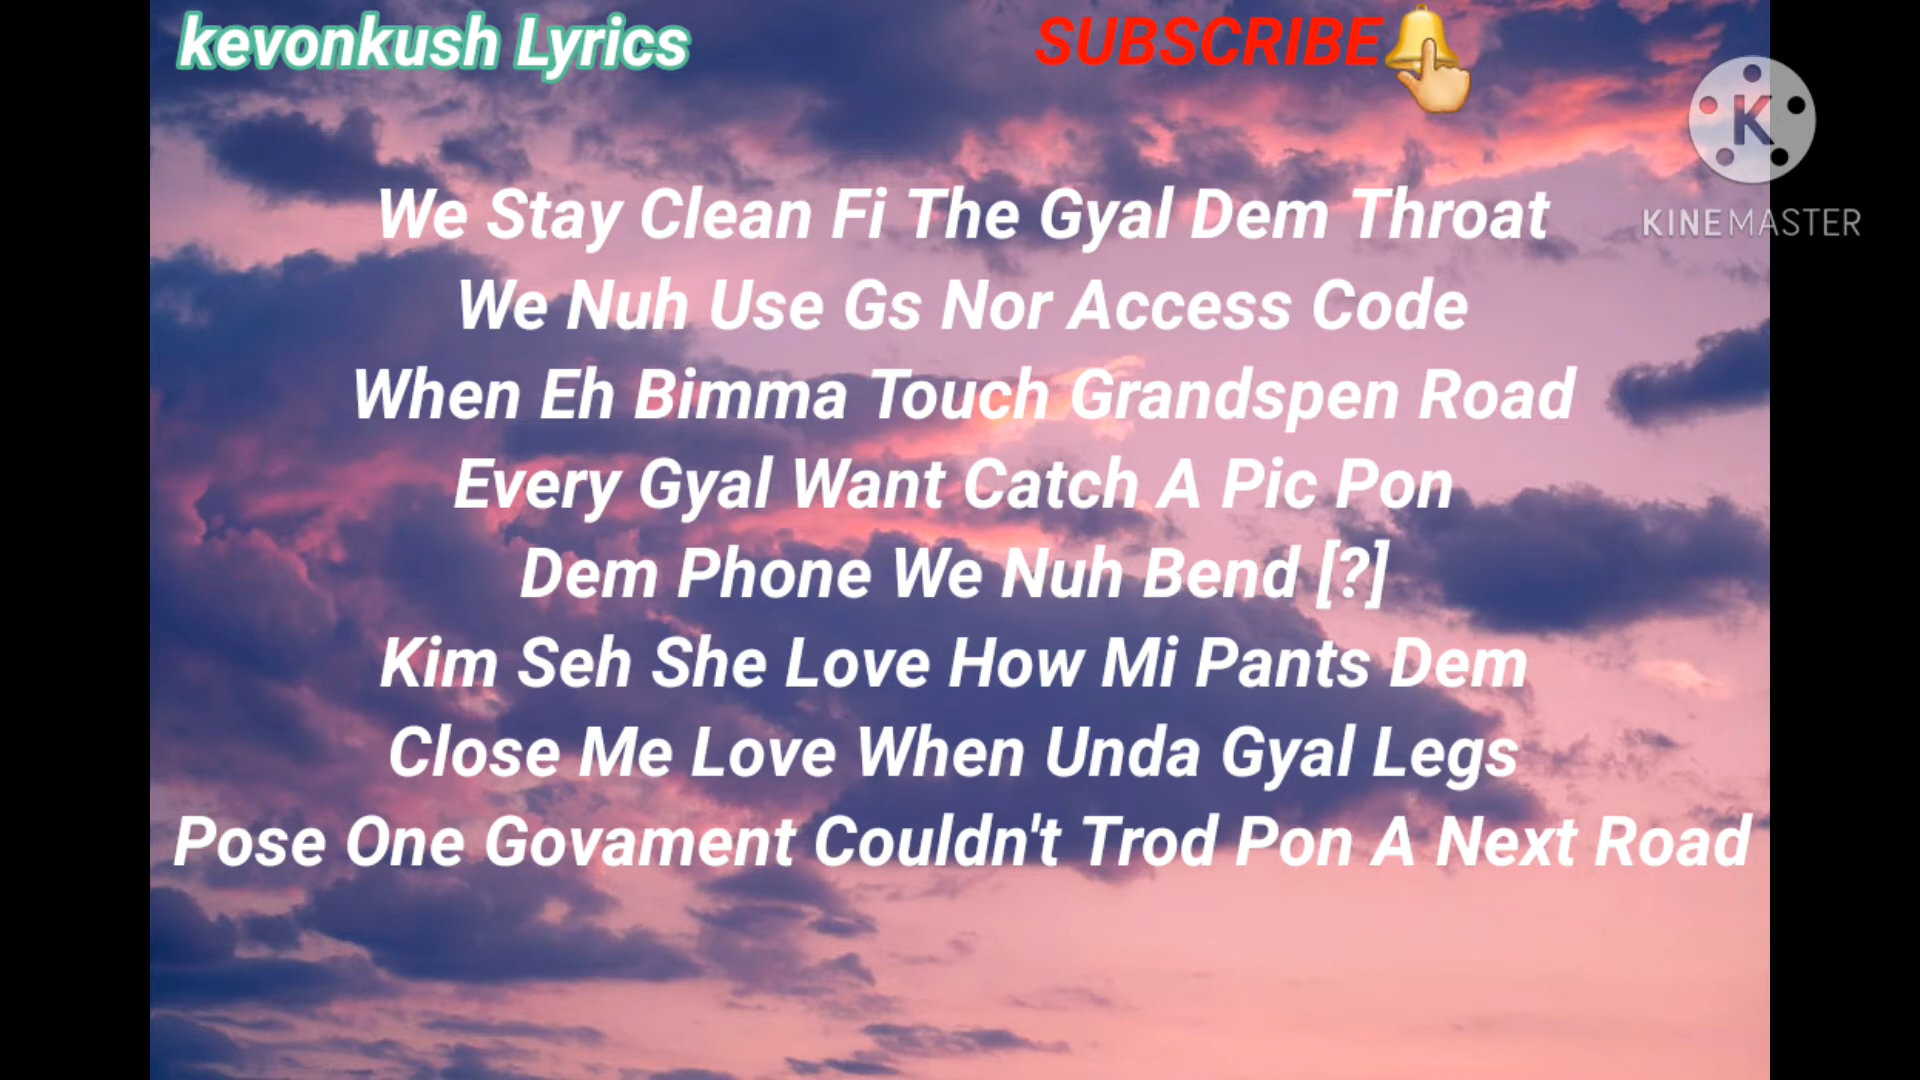 kevonkush Lyrics
SUBSCRIBE
K
KINEMASTER
We Stay Clean Fi The Gyal Dem Throat
We Nuh Use Gs Nor Access Code
When Eh Bimma Touch Grandspen Road
Every Gyal Want Catch A Pic Pon
Dem Phone We Nuh Bend [?]
Kim Seh She Love How Mi Pants Dem
Close Me Love When Unda Gyal Legs
Pose One Govament Couldn't Trod Pon A Next Road